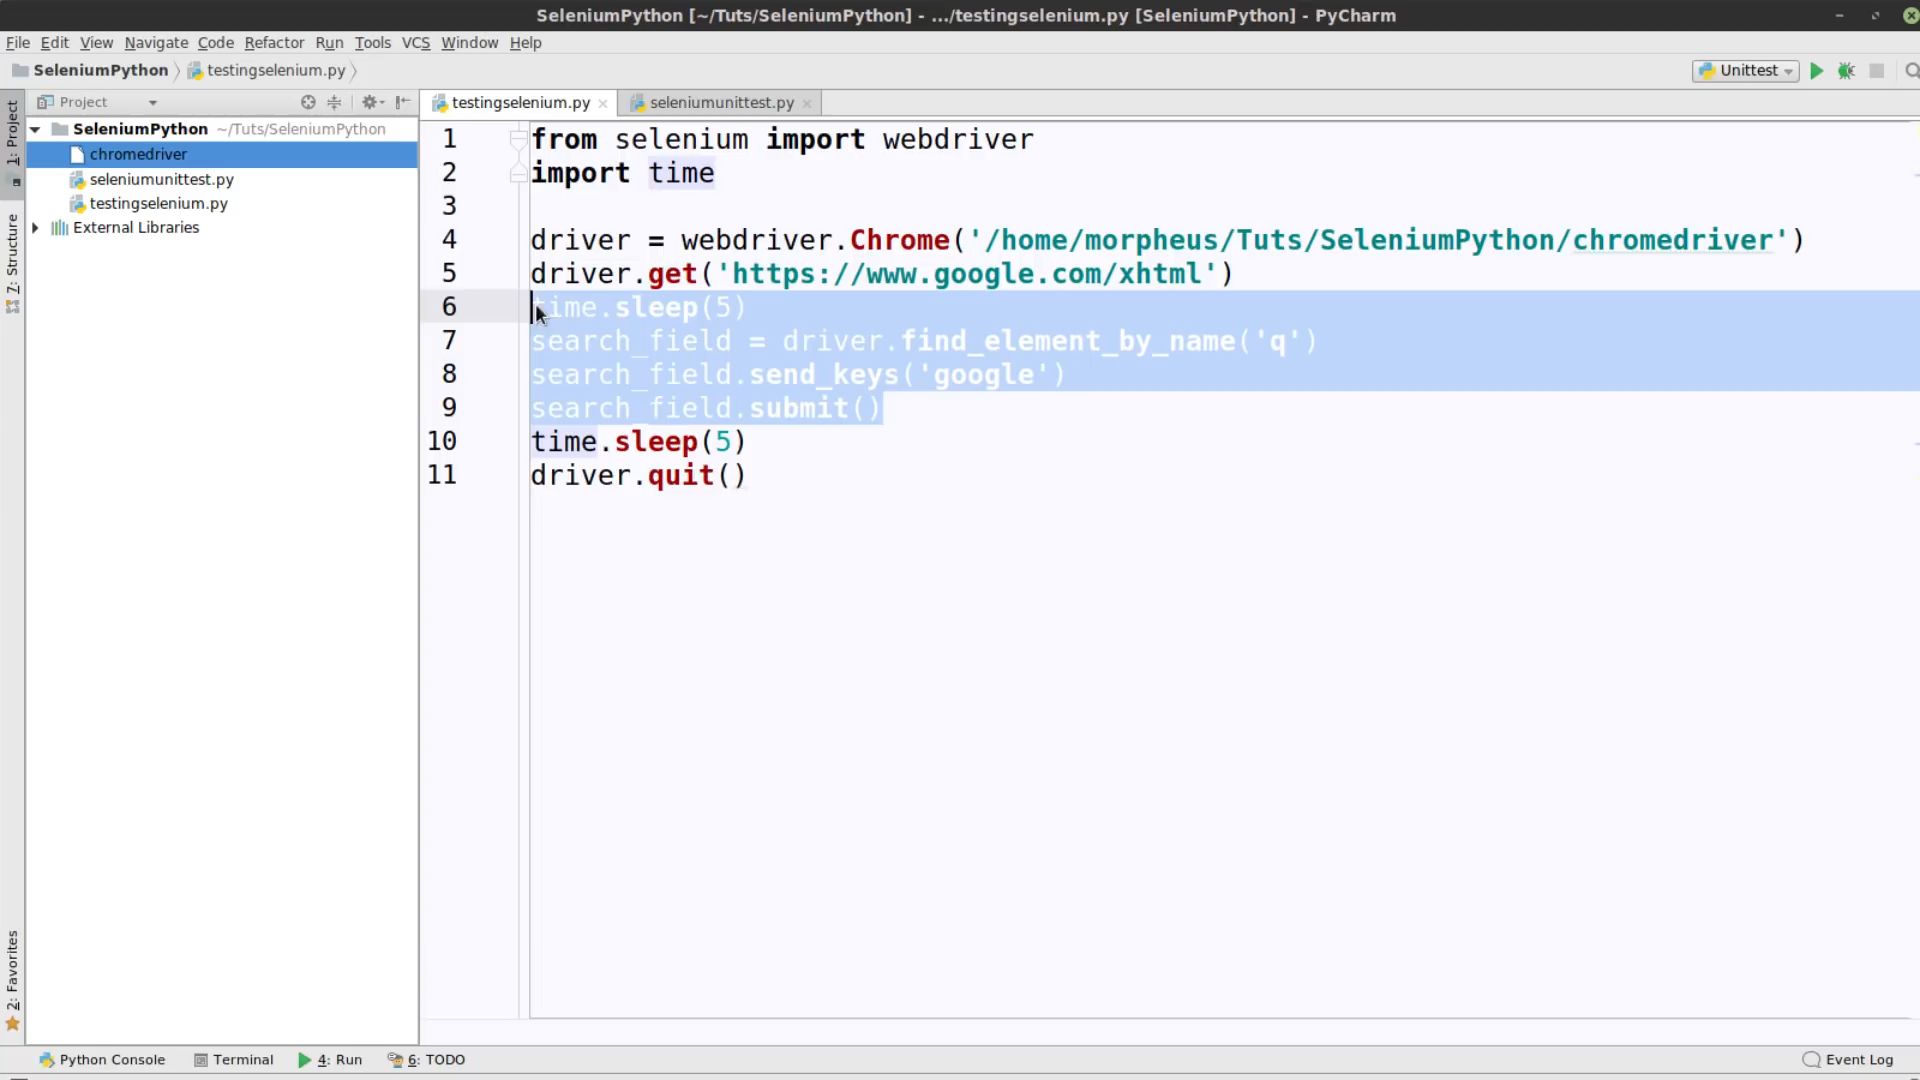 SeleniumPython [~/Tuts/SeleniumPython] - .../testingselenium.py [SeleniumPython] - PyCharm
File Edit View Navigate Code Refactor Run Tools VCS Window Help
SeleniumPython testingselenium.py Unittest
Project testingselenium.py seleniumunittest.py
1: Project
7: Structure
2: Favorites
SeleniumPython ~/Tuts/SeleniumPython
chromedriver
seleniumunittest.py
testingselenium.py
External Libraries
1 from selenium import webdriver
2 import time
3
4 driver = webdriver.Chrome('/home/morpheus/Tuts/SeleniumPython/chromedriver')
5 driver.get('https://www.google.com/xhtml')
6 time.sleep(5)
7 search_field = driver.find_element_by_name('q')
8 search_field.send_keys('google')
9 search_field.submit()
10 time.sleep(5)
11 driver.quit()
Python Console Terminal 4: Run 6: TODO Event Log